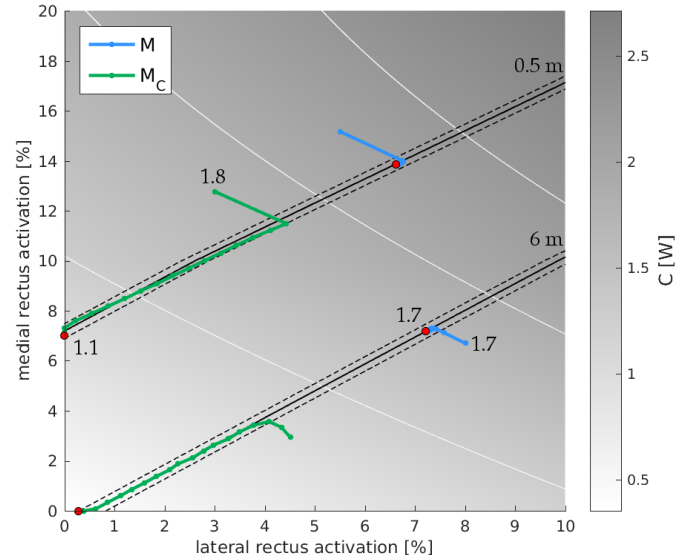 20
18
16
14
12
10
8
6
4
2
0
medial rectus activation [%]
M
M_C
0.5 m
1.8
6 m
1.7
1.7
1.1
0 1 2 3 4 5 6 7 8 9 10
lateral rectus activation [%]
2.5
2
1.5
1
0.5
C [W]